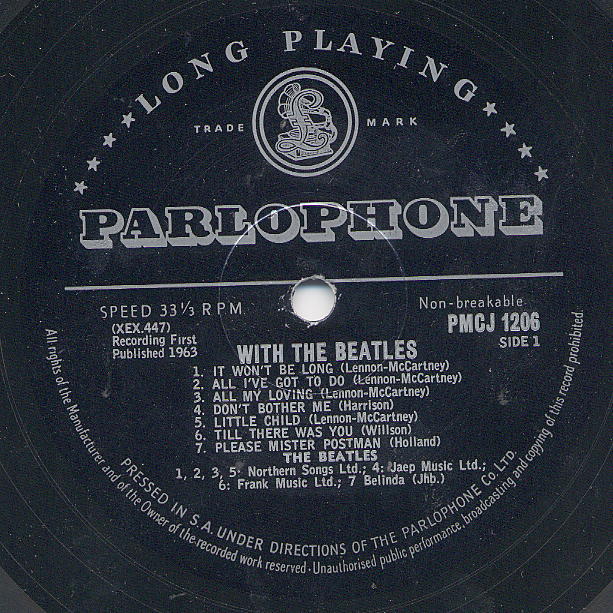 ★★★★LONG PLAYING★★★★
TRADE MARK
PARLOPHONE
SPEED 33⅓ RPM
(XEX.447)
Recording First
Published 1963
Non-breakable
PMCJ 1206
SIDE 1
WITH THE BEATLES
1. IT WON'T BE LONG (Lennon-McCartney)
2. ALL I'VE GOT TO DO (Lennon-McCartney)
3. ALL MY LOVING (Lennon-McCartney)
4. DON'T BOTHER ME (Harrison)
5. LITTLE CHILD (Lennon-McCartney)
6. TILL THERE WAS YOU (Willson)
7. PLEASE MISTER POSTMAN (Holland)
THE BEATLES
1, 2, 3, 5: Northern Songs Ltd.; 4: Jaep Music Ltd.;
6: Frank Music Ltd.; 7 Belinda (Jhb.)
PRESSED IN S.A. UNDER DIRECTIONS OF THE PARLOPHONE CO. LTD.
All rights of the Manufacturer and of the Owner of the recorded work reserved·Unauthorised public performance, broadcasting and copying of this record prohibited